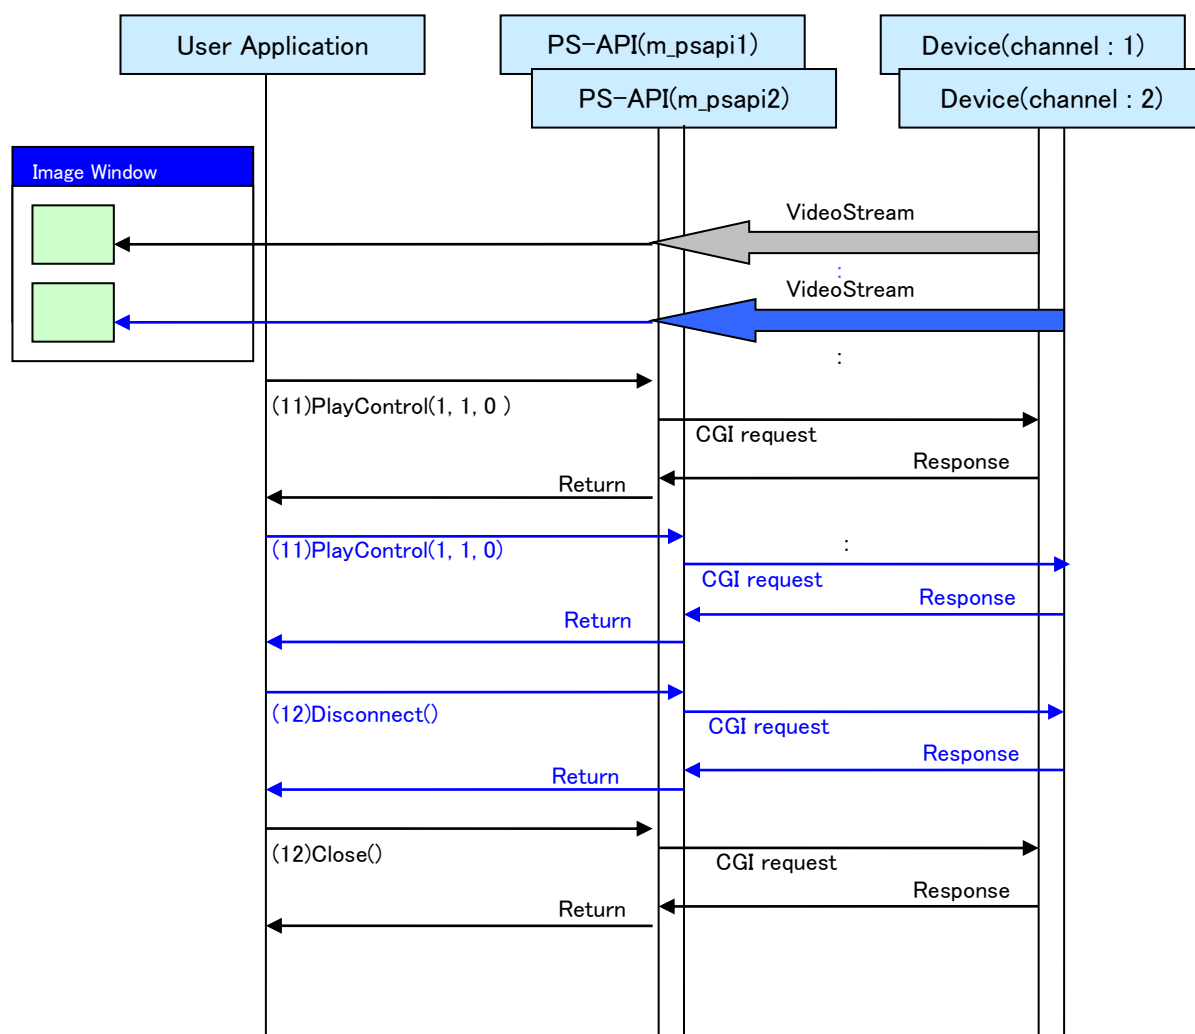 User Application
PS-API(m_psapi1)
Device(channel : 1)
PS-API(m_psapi2)
Device(channel : 2)
Image Window
VideoStream
:
VideoStream
:
(11)PlayControl(1, 1, 0 )
CGI request
Response
Return
(11)PlayControl(1, 1, 0)
:
CGI request
Response
Return
(12)Disconnect()
CGI request
Response
Return
(12)Close()
CGI request
Response
Return